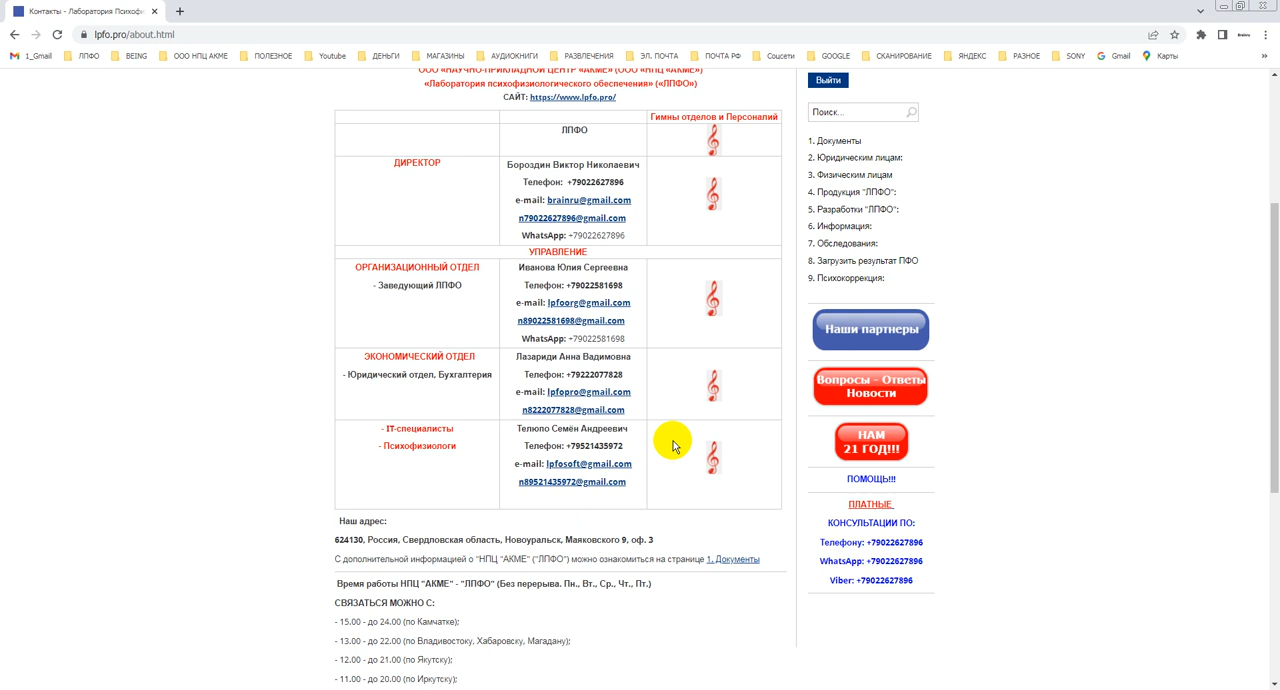 Контакты - Лаборатория Психофи
lpfo.pro/about.html
1_Gmail
ЛПФО
BEING
ООО НПЦ АКМЕ
ПОЛЕЗНОЕ
Youtube
ДЕНЬГИ
МАГАЗИНЫ
АУДИОКНИГИ
РАЗВЛЕЧЕНИЯ
ЭЛ. ПОЧТА
ПОЧТА РФ
Соцсети
GOOGLE
СКАНИРОВАНИЕ
ЯНДЕКС
РАЗНОЕ
SONY
Gmail
Карты
ООО «НАУЧНО-ПРИКЛАДНОЙ ЦЕНТР «АКМЕ» (ООО «НПЦ «АКМЕ»)
«Лаборатория психофизиологического обеспечения» («ЛПФО»)
САЙТ: https://www.lpfo.pro/
Гимны отделов и Персоналий
ЛПФО
ДИРЕКТОР
Бороздин Виктор Николаевич
Телефон: +79022627896
e-mail: brainru@gmail.com
n79022627896@gmail.com
WhatsApp: +79022627896
УПРАВЛЕНИЕ
ОРГАНИЗАЦИОННЫЙ ОТДЕЛ
- Заведующий ЛПФО
Иванова Юлия Сергеевна
Телефон: +79022581698
e-mail: lpfoorg@gmail.com
n89022581698@gmail.com
WhatsApp: +79022581698
ЭКОНОМИЧЕСКИЙ ОТДЕЛ
- Юридический отдел, Бухгалтерия
Лазариди Анна Вадимовна
Телефон: +79222077828
e-mail: lpfopro@gmail.com
n8222077828@gmail.com
- IT-специалисты
- Психофизиологи
Телюпо Семён Андреевич
Телефон: +79521435972
e-mail: lpfosoft@gmail.com
n89521435972@gmail.com
Наш адрес:
624130, Россия, Свердловская область, Новоуральск, Маяковского 9, оф. 3
С дополнительной информацией о "НПЦ "АКМЕ" ("ЛПФО") можно ознакомиться на странице 1. Документы
Время работы НПЦ "АКМЕ" - "ЛПФО" (Без перерыва. Пн., Вт., Ср., Чт., Пт.)
СВЯЗАТЬСЯ МОЖНО С:
- 15.00 - до 24.00 (по Камчатке);
- 13.00 - до 22.00 (по Владивостоку, Хабаровску, Магадану);
- 12.00 - до 21.00 (по Якутску);
- 11.00 - до 20.00 (по Иркутску);
Выйти
Поиск...
1. Документы
2. Юридическим лицам:
3. Физическим лицам
4. Продукция "ЛПФО":
5. Разработки "ЛПФО":
6. Информация:
7. Обследования:
8. Загрузить результат ПФО
9. Психокоррекция:
Наши партнеры
Вопросы - Ответы
Новости
НАМ
21 ГОД!!!
ПОМОЩЬ!!!
ПЛАТНЫЕ
КОНСУЛЬТАЦИИ ПО:
Телефону: +79022627896
WhatsApp: +79022627896
Viber: +79022627896